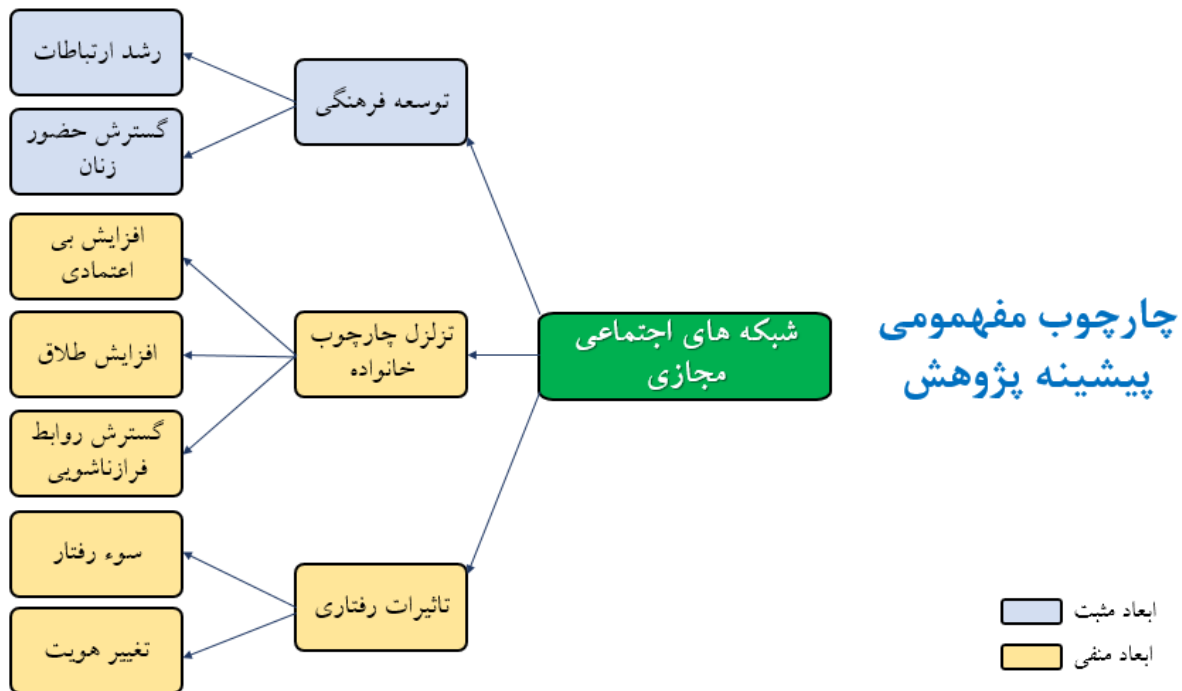 چارچوب مفهمومی
پیشینه پژوهش
شبکه های اجتماعی
مجازی
توسعه فرهنگی
رشد ارتباطات
گسترش حضور
زنان
تزلزل چارچوب
خانواده
افزایش بی
اعتمادی
افزایش طلاق
گسترش روابط
فرازناشویی
تاثیرات رفتاری
سوء رفتار
تغییر هویت
ابعاد مثبت
ابعاد منفی